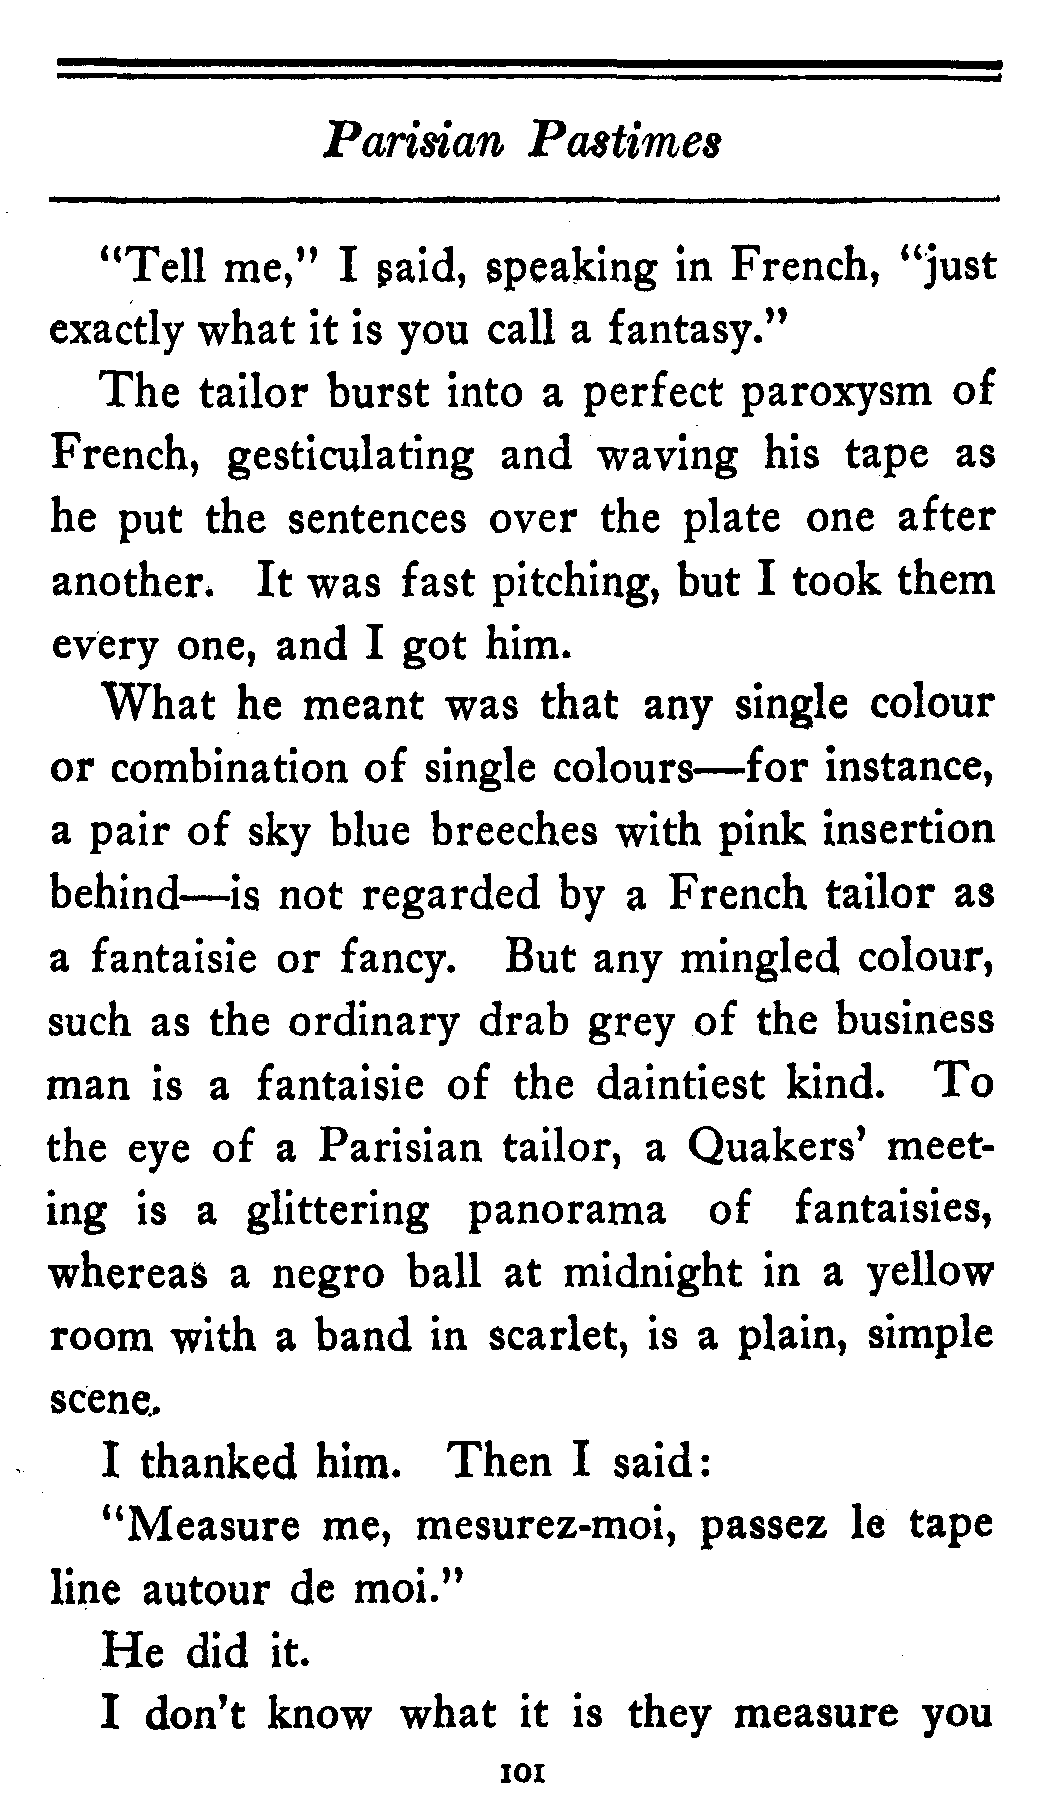 Parisian Pastimes
"Tell me," I said, speaking in French, "just
exactly what it is you call a fantasy."
The tailor burst into a perfect paroxysm of
French, gesticulating and waving his tape as
he put the sentences over the plate one after
another. It was fast pitching, but I took them
every one, and I got him.
What he meant was that any single colour
or combination of single colours—for instance,
a pair of sky blue breeches with pink insertion
behind—is not regarded by a French tailor as
a fantaisie or fancy. But any mingled colour,
such as the ordinary drab grey of the business
man is a fantaisie of the daintiest kind. To
the eye of a Parisian tailor, a Quakers' meet-
ing is a glittering panorama of fantaisies,
whereas a negro ball at midnight in a yellow
room with a band in scarlet, is a plain, simple
scene.
I thanked him. Then I said:
"Measure me, mesurez-moi, passez le tape
line autour de moi."
He did it.
I don't know what it is they measure you
101